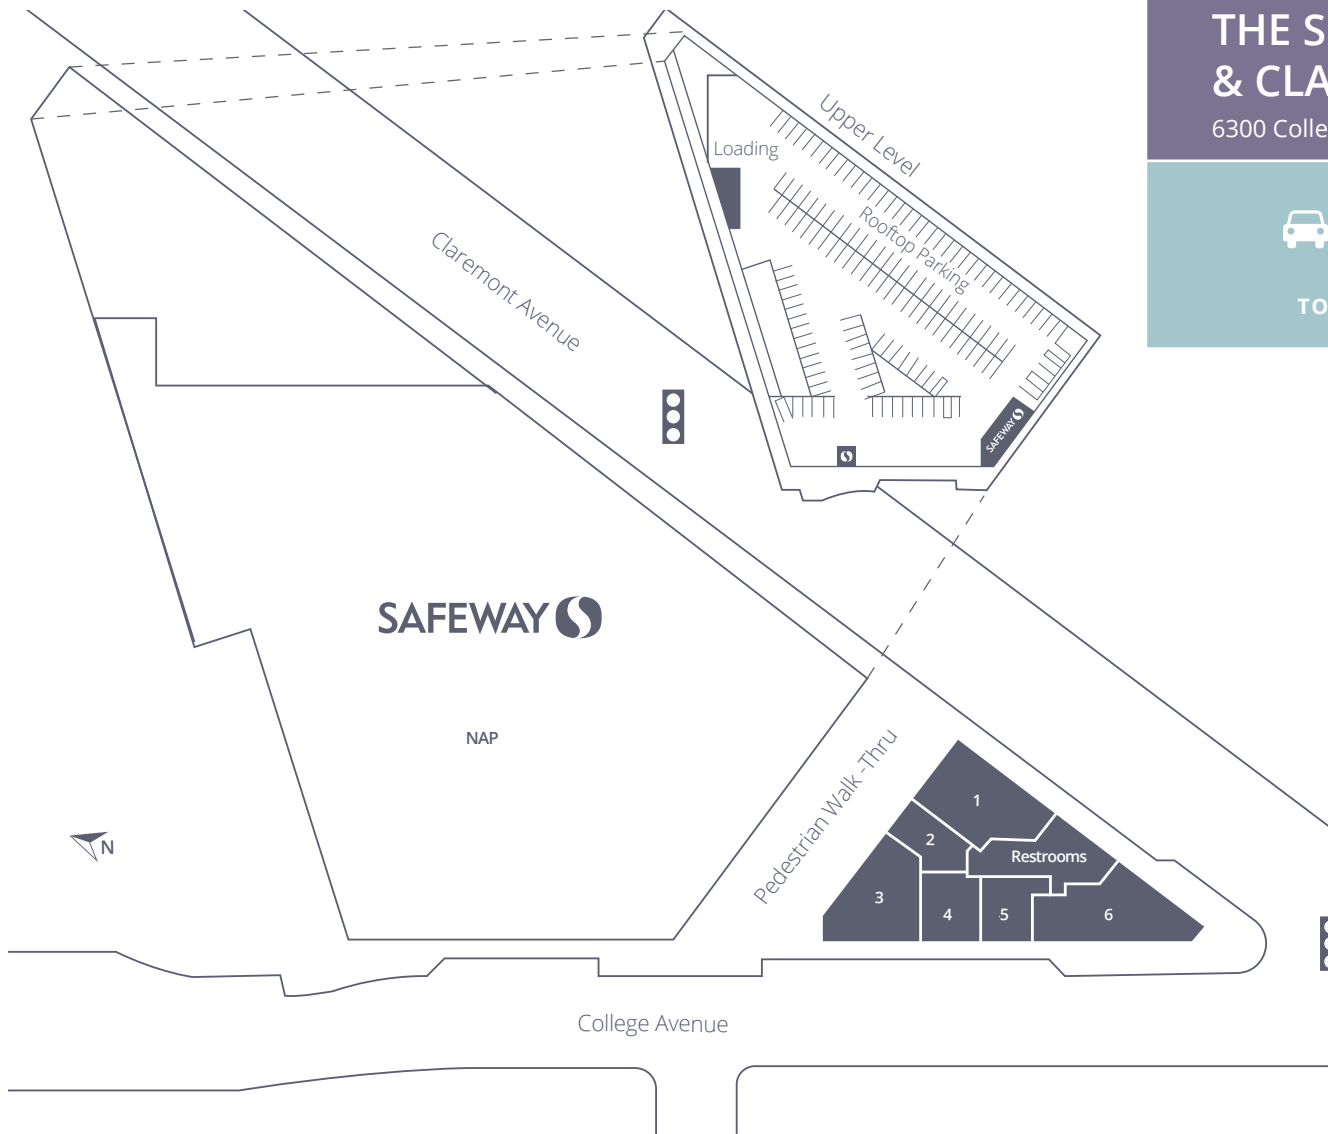 THE S
& CLA
6300 Colle
TO
Upper Level
Loading
Rooftop Parking
Claremont Avenue
SAFEWAY
SAFEWAY
NAP
Pedestrian Walk -Thru
N
1
2
Restrooms
3
4
5
6
College Avenue